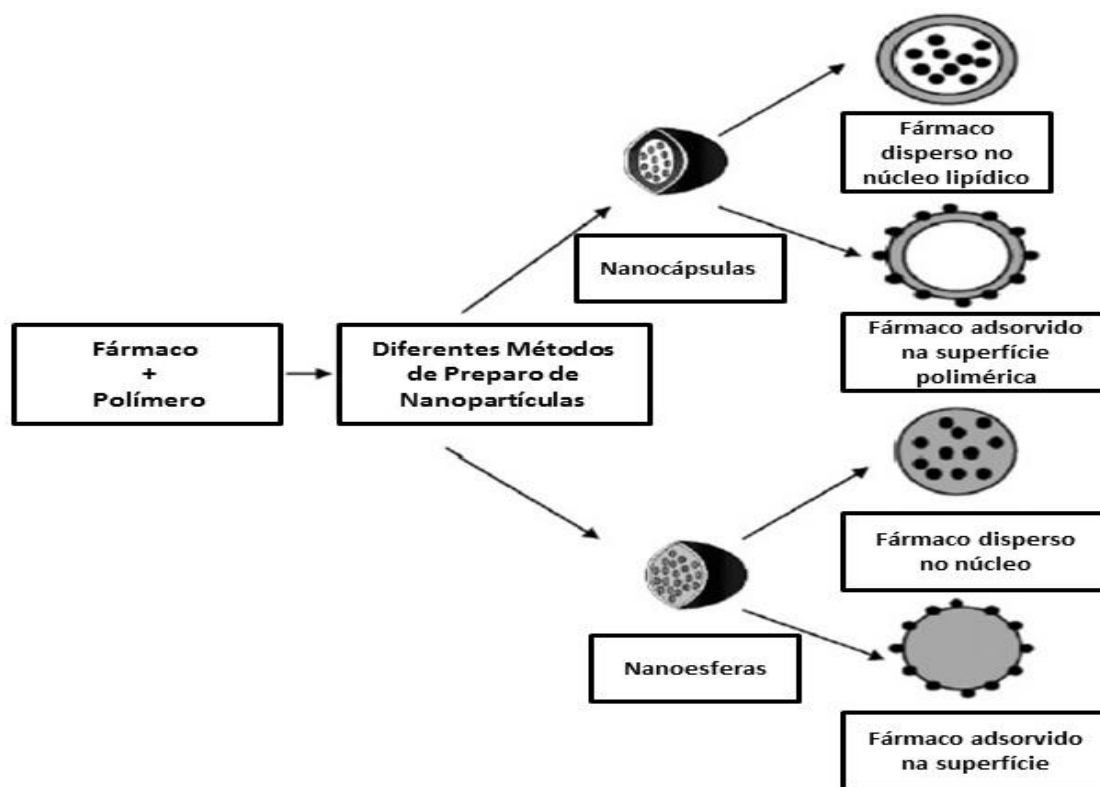 Fármaco
disperso no
núcleo lipídico
Nanocápsulas
Fármaco adsorvido
na superfície
polimérica
Fármaco
+
Polímero
Diferentes Métodos
de Preparo de
Nanopartículas
Fármaco disperso
no núcleo
Nanoesferas
Fármaco adsorvido
na superfície